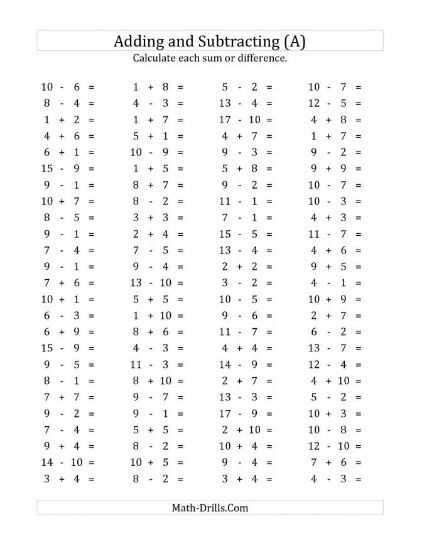 Adding and Subtracting (A)
Calculate each sum or difference.
10 - 6 = 1 + 8 = 5 - 2 = 10 - 7 =
8 - 4 = 4 - 3 = 13 - 4 = 12 - 5 =
1 + 2 = 1 + 7 = 17 - 10 = 4 + 8 =
4 + 6 = 5 + 1 = 4 + 7 = 1 + 7 =
6 + 1 = 10 - 9 = 9 - 3 = 9 - 2 =
15 - 9 = 1 + 5 = 5 + 8 = 9 + 9 =
9 - 1 = 8 + 7 = 9 - 2 = 10 - 7 =
10 + 7 = 8 - 2 = 11 - 1 = 10 - 3 =
8 - 5 = 3 + 3 = 7 - 1 = 4 + 3 =
9 - 1 = 2 + 4 = 15 - 5 = 11 - 7 =
7 - 4 = 7 - 5 = 13 - 4 = 4 + 6 =
9 - 1 = 9 - 4 = 2 + 2 = 9 + 5 =
7 + 6 = 13 - 10 = 3 - 2 = 4 - 1 =
10 + 1 = 5 + 5 = 10 - 5 = 10 + 9 =
6 - 3 = 1 + 10 = 9 - 6 = 2 + 7 =
6 + 9 = 8 + 6 = 11 - 7 = 6 - 2 =
15 - 9 = 4 - 3 = 4 + 4 = 13 - 7 =
9 - 5 = 11 - 3 = 14 - 9 = 12 - 4 =
8 - 1 = 8 + 10 = 2 + 7 = 4 + 10 =
7 + 7 = 9 - 7 = 13 - 3 = 5 - 2 =
9 - 2 = 9 - 1 = 17 - 9 = 10 + 3 =
7 - 4 = 5 + 5 = 2 + 10 = 10 - 8 =
9 + 4 = 8 - 2 = 10 + 4 = 12 - 10 =
14 - 10 = 10 + 5 = 9 - 4 = 7 + 6 =
3 + 4 = 8 - 2 = 3 + 4 = 4 - 3 =
Math-Drills.Com